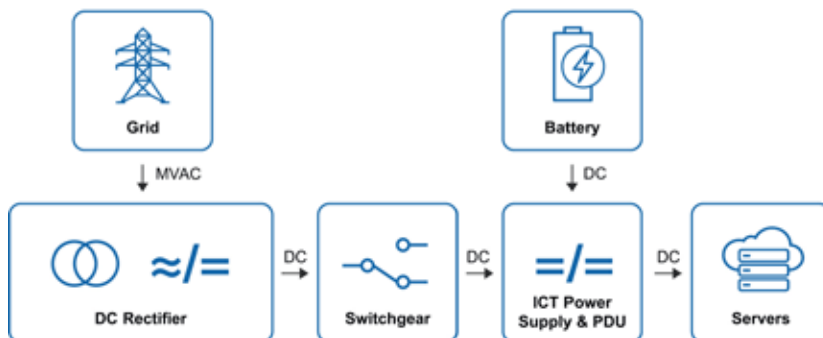 Grid
Battery
MVAC
DC
≈/=
DC
DC
=/=
DC
DC Rectifier
Switchgear
ICT Power
Supply & PDU
Servers